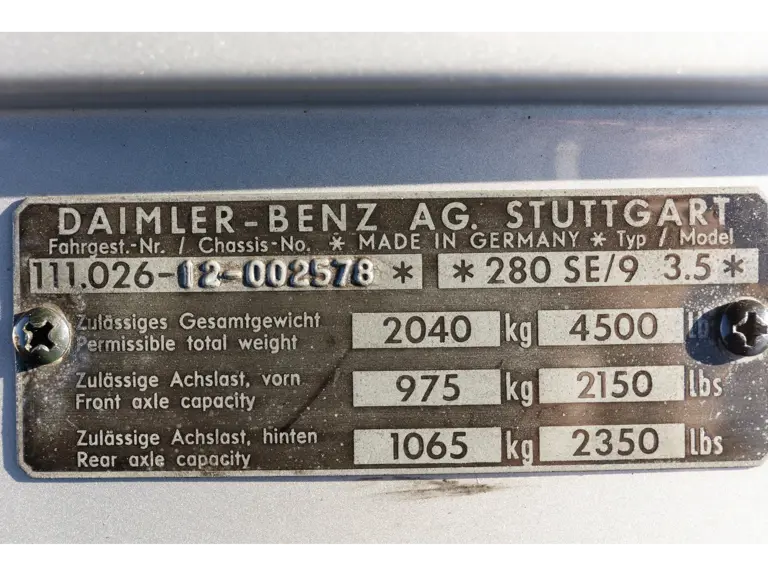 DAIMLER-BENZ AG. STUTTGART
Fahrgest.-Nr. / Chassis-No. * MADE IN GERMANY * Typ / Model
111.026-12-002578 * * 280 SE/9 3.5 *
Zulässiges Gesamtgewicht
Permissible total weight 2040 kg 4500 lbs
Zulässige Achslast, vorn
Front axle capacity 975 kg 2150 lbs
Zulässige Achslast, hinten
Rear axle capacity 1065 kg 2350 lbs